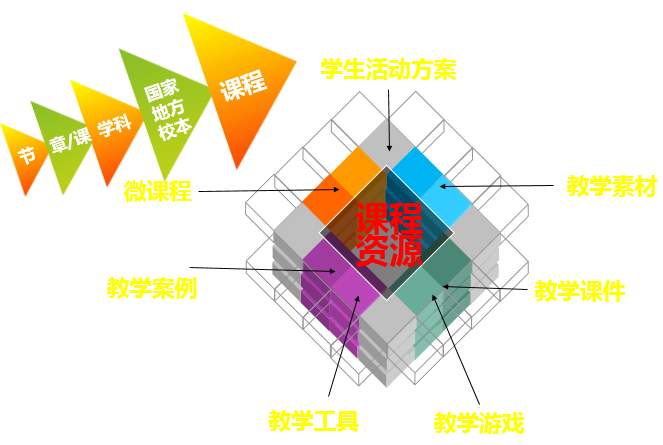 课程
国家
地方
校本
学科
章/课
节
学生活动方案
微课程
教学素材
课程
资源
教学案例
教学课件
教学工具
教学游戏